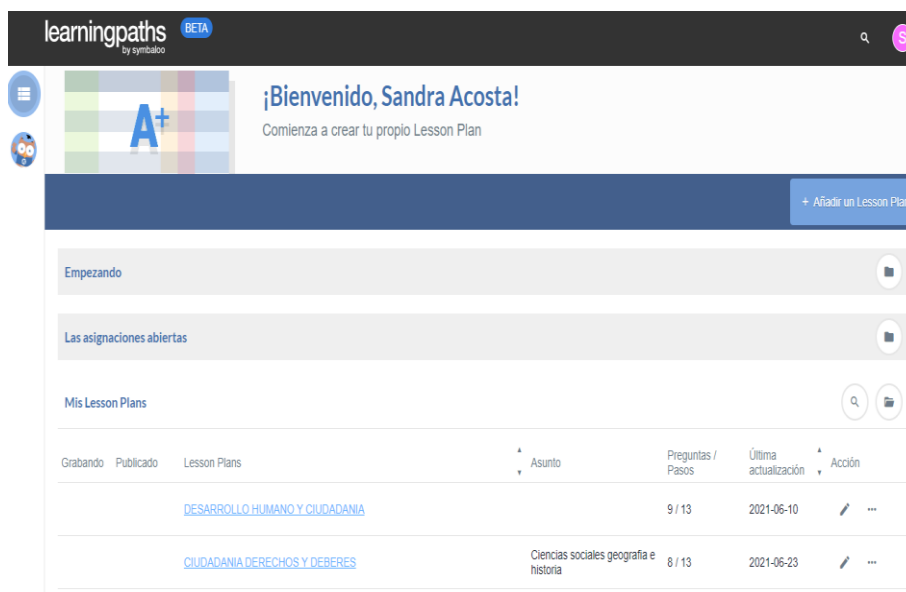 learningpaths BETA
by symbaloo
S
A+
¡Bienvenido, Sandra Acosta!
Comienza a crear tu propio Lesson Plan
+ Añadir un Lesson Plan
Empezando
Las asignaciones abiertas
Mis Lesson Plans
Grabando Publicado Lesson Plans Asunto Preguntas / Pasos Última actualización Acción
DESARROLLO HUMANO Y CIUDADANIA 9 / 13 2021-06-10 ...
CIUDADANIA DERECHOS Y DEBERES Ciencias sociales geografia e historia 8 / 13 2021-06-23 ...